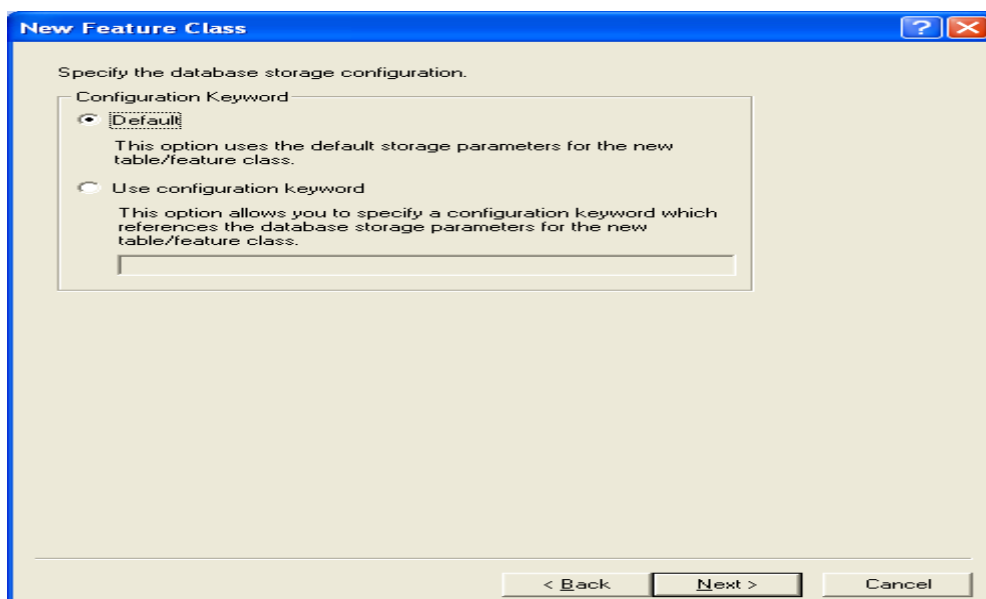 New Feature Class
Specify the database storage configuration.
Configuration Keyword
Default
This option uses the default storage parameters for the new
table/feature class.
Use configuration keyword
This option allows you to specify a configuration keyword which
references the database storage parameters for the new
table/feature class.
< Back
Next >
Cancel